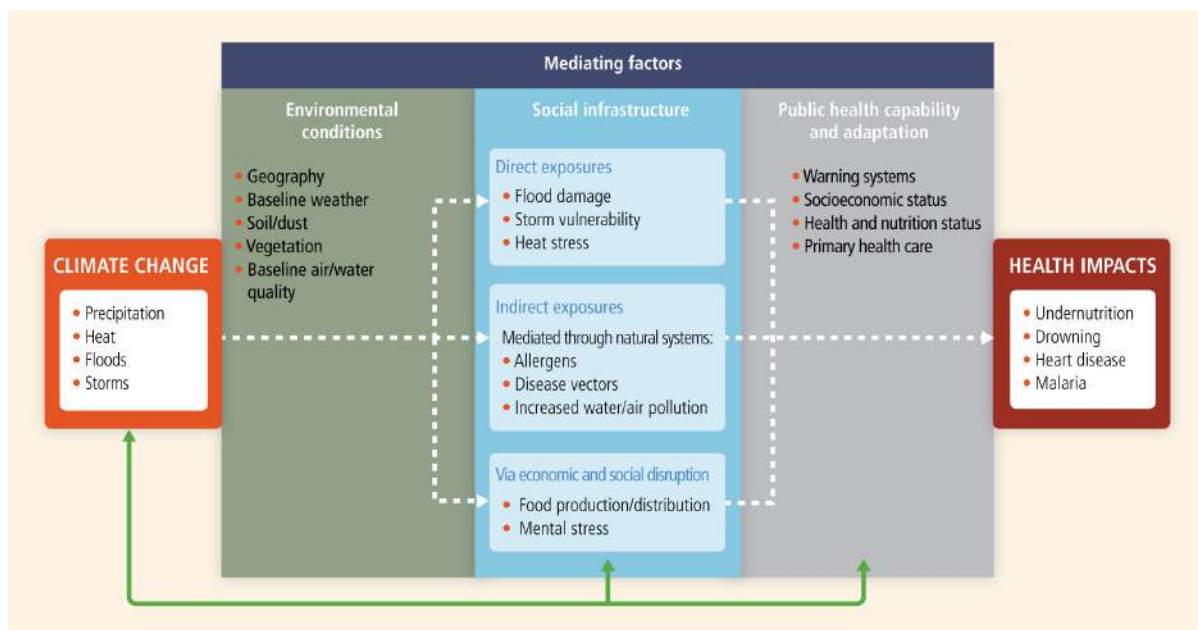 Mediating factors
Environmental
conditions
• Geography
• Baseline weather
• Soil/dust
• Vegetation
• Baseline air/water
quality
Social infrastructure
Direct exposures
• Flood damage
• Storm vulnerability
• Heat stress
Indirect exposures
Mediated through natural systems:
• Allergens
• Disease vectors
• Increased water/air pollution
Via economic and social disruption
• Food production/distribution
• Mental stress
Public health capability
and adaptation
• Warning systems
• Socioeconomic status
• Health and nutrition status
• Primary health care
CLIMATE CHANGE
• Precipitation
• Heat
• Floods
• Storms
HEALTH IMPACTS
• Undernutrition
• Drowning
• Heart disease
• Malaria